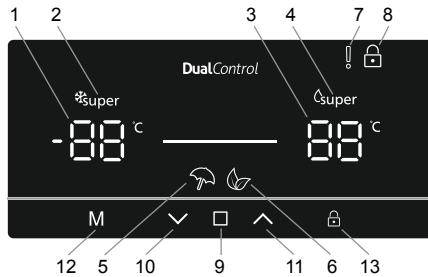 1 2 3 4 7 8
DualControl
super super
-88 °C 88 °C
M
12 5 10 9 11 6 13